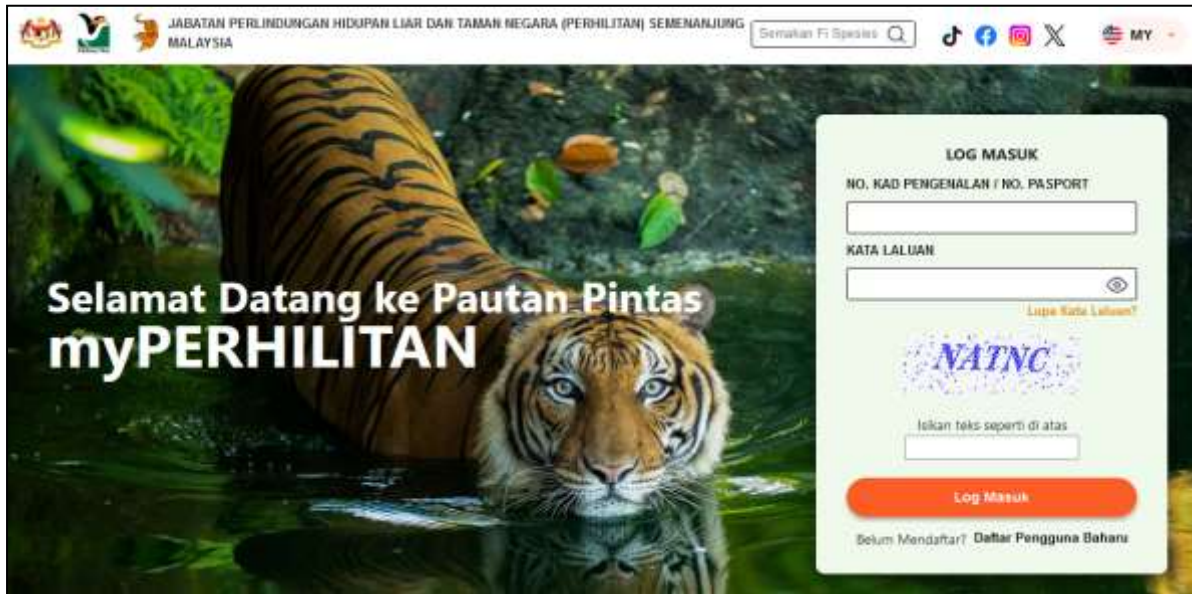 JABATAN PERLINDUNGAN HIDUPAN LIAR DAN TAMAN NEGARA (PERHILITAN) SEMENANJUNG
MALAYSIA
Semakan Fi Spesies
MY
Selamat Datang ke Pautan Pintas
myPERHILITAN
LOG MASUK
NO. KAD PENGENALAN / NO. PASPORT
KATA LALUAN
Lupa Kata Laluan?
NATNC
Isikan teks seperti di atas
Log Masuk
Belum Mendaftar? Daftar Pengguna Baharu